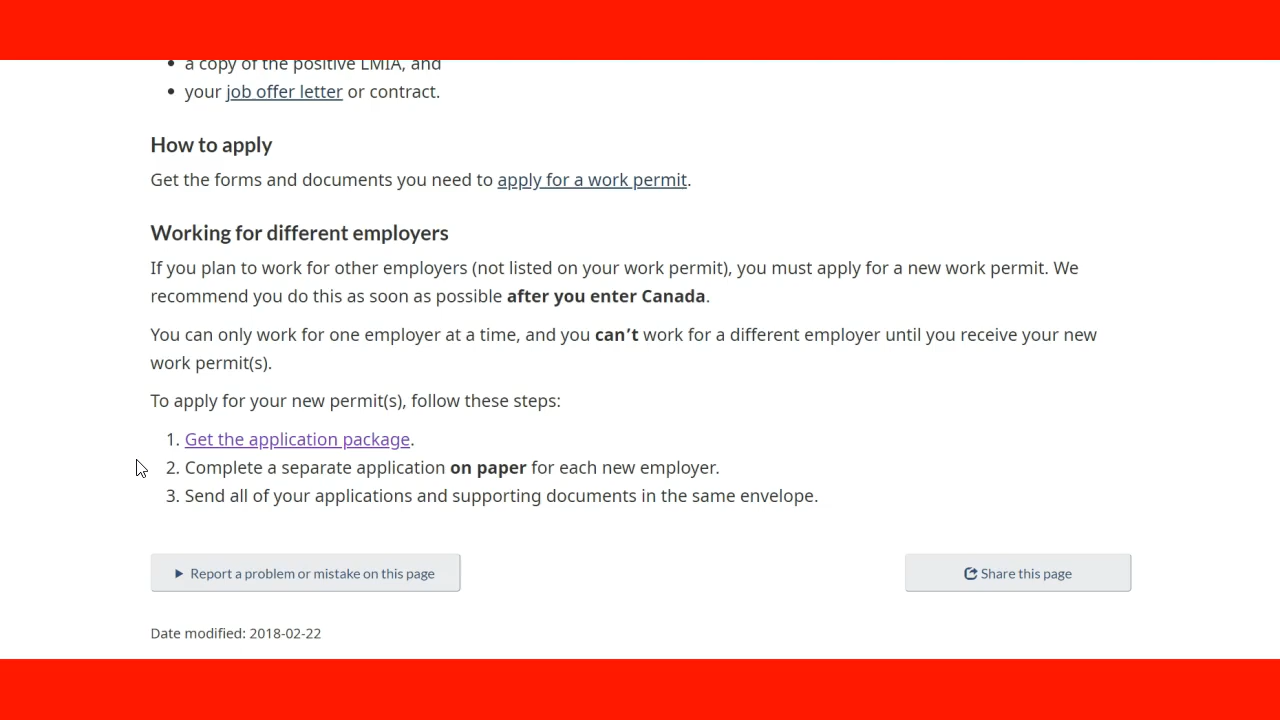 • a copy of the positive LMIA, and
• your job offer letter or contract.
How to apply
Get the forms and documents you need to apply for a work permit.
Working for different employers
If you plan to work for other employers (not listed on your work permit), you must apply for a new work permit. We
recommend you do this as soon as possible after you enter Canada.
You can only work for one employer at a time, and you can’t work for a different employer until you receive your new
work permit(s).
To apply for your new permit(s), follow these steps:
1. Get the application package.
2. Complete a separate application on paper for each new employer.
3. Send all of your applications and supporting documents in the same envelope.
Report a problem or mistake on this page
Share this page
Date modified: 2018-02-22